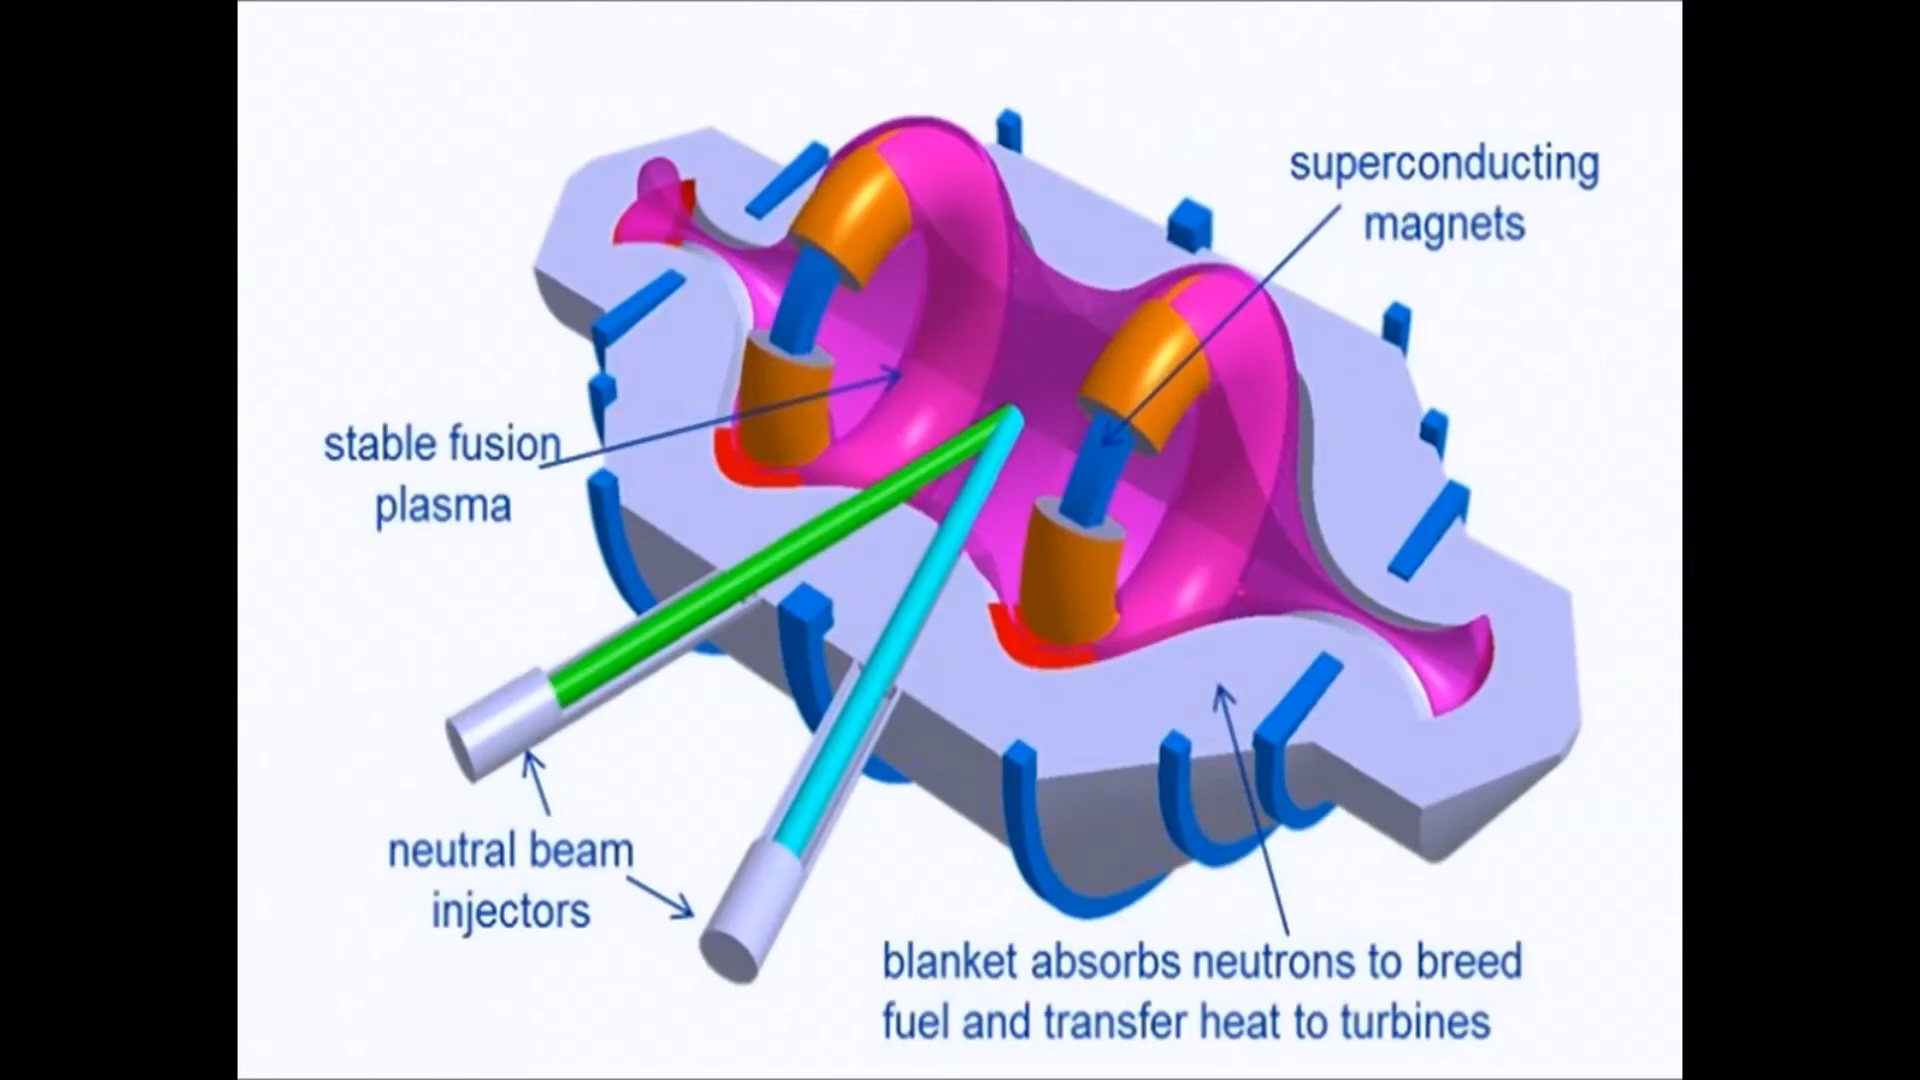 superconducting
magnets
stable fusion
plasma
neutral beam
injectors
blanket absorbs neutrons to breed
fuel and transfer heat to turbines